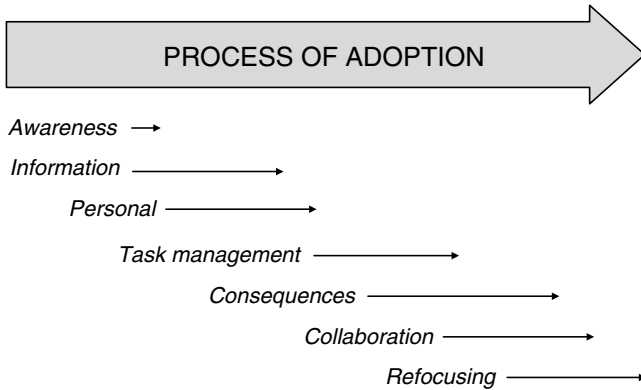 PROCESS OF ADOPTION
Awareness
Information
Personal
Task management
Consequences
Collaboration
Refocusing